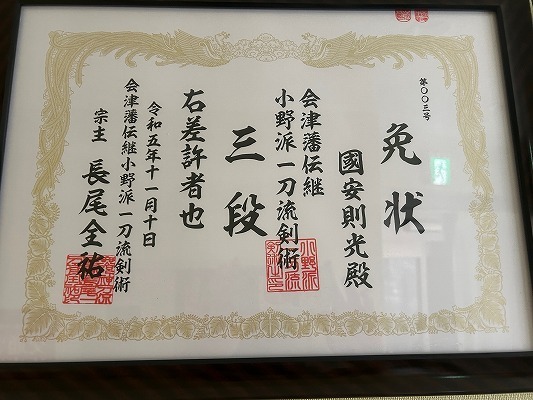 第〇〇三号
免状
國安則光殿
会津藩伝継
小野派一刀流剣術
三段
右差許者也
令和五年十一月十日
会津藩伝継小野派一刀流剣術
宗主 長尾全祐